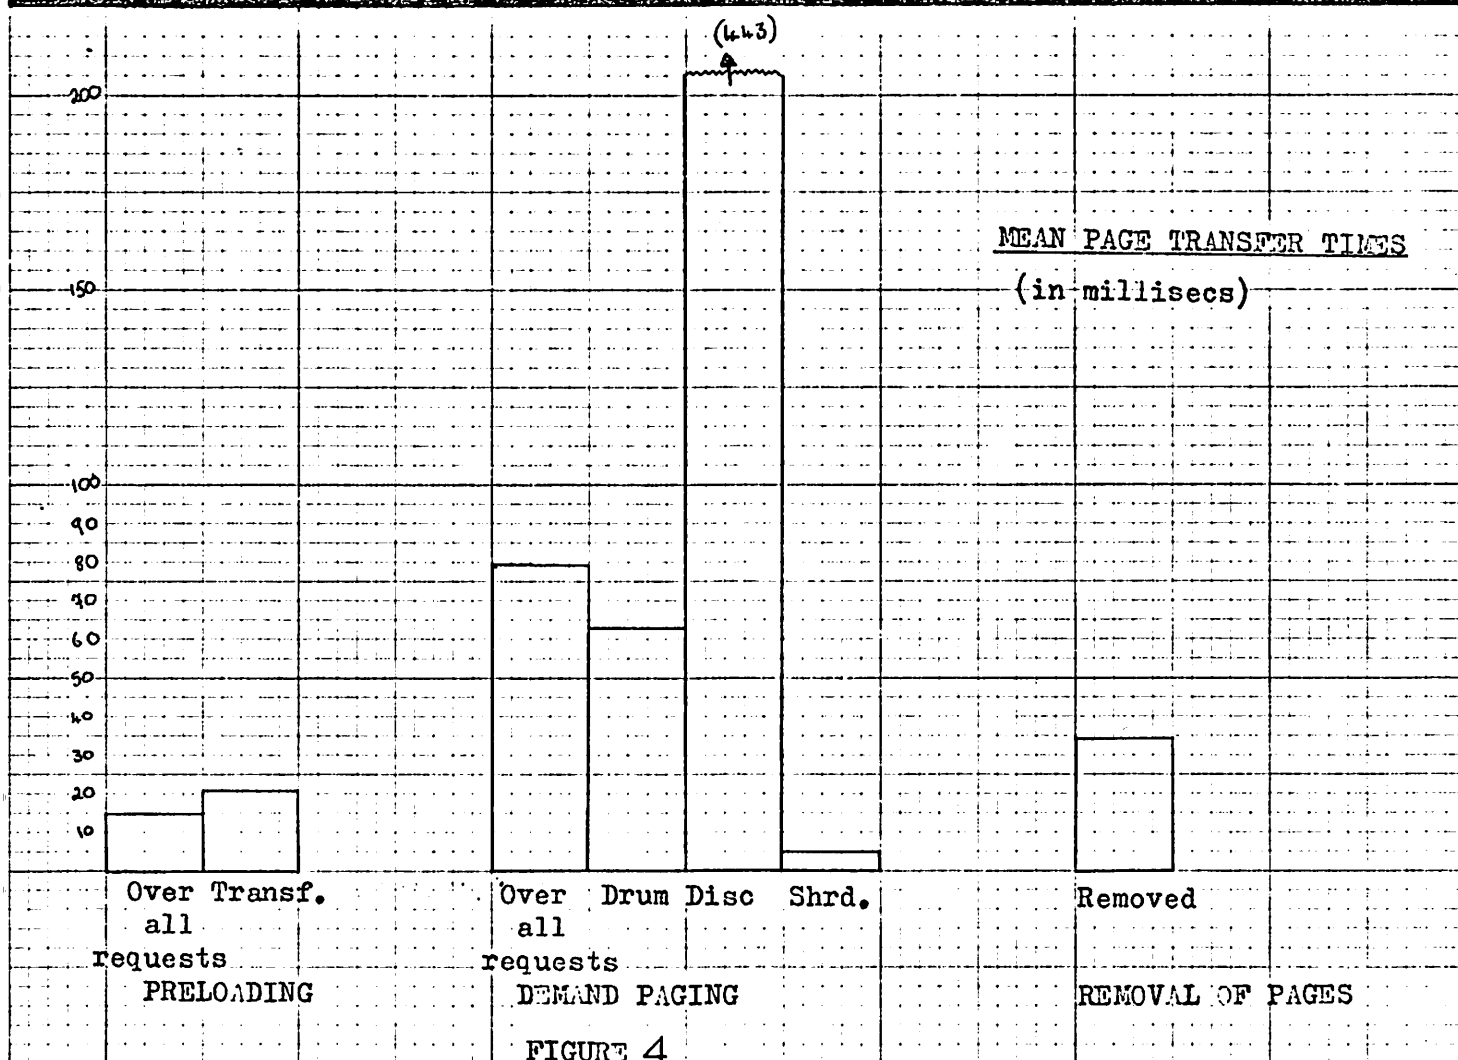 (443)
200
MEAN PAGE TRANSFER TIMES
150
(in millisecs)
100
90
80
70
60
50
40
30
20
10
Over Transf.
all
requests
PRELOADING
Over Drum Disc Shrd.
all
requests
DEMAND PAGING
Removed
REMOVAL OF PAGES
FIGURE 4